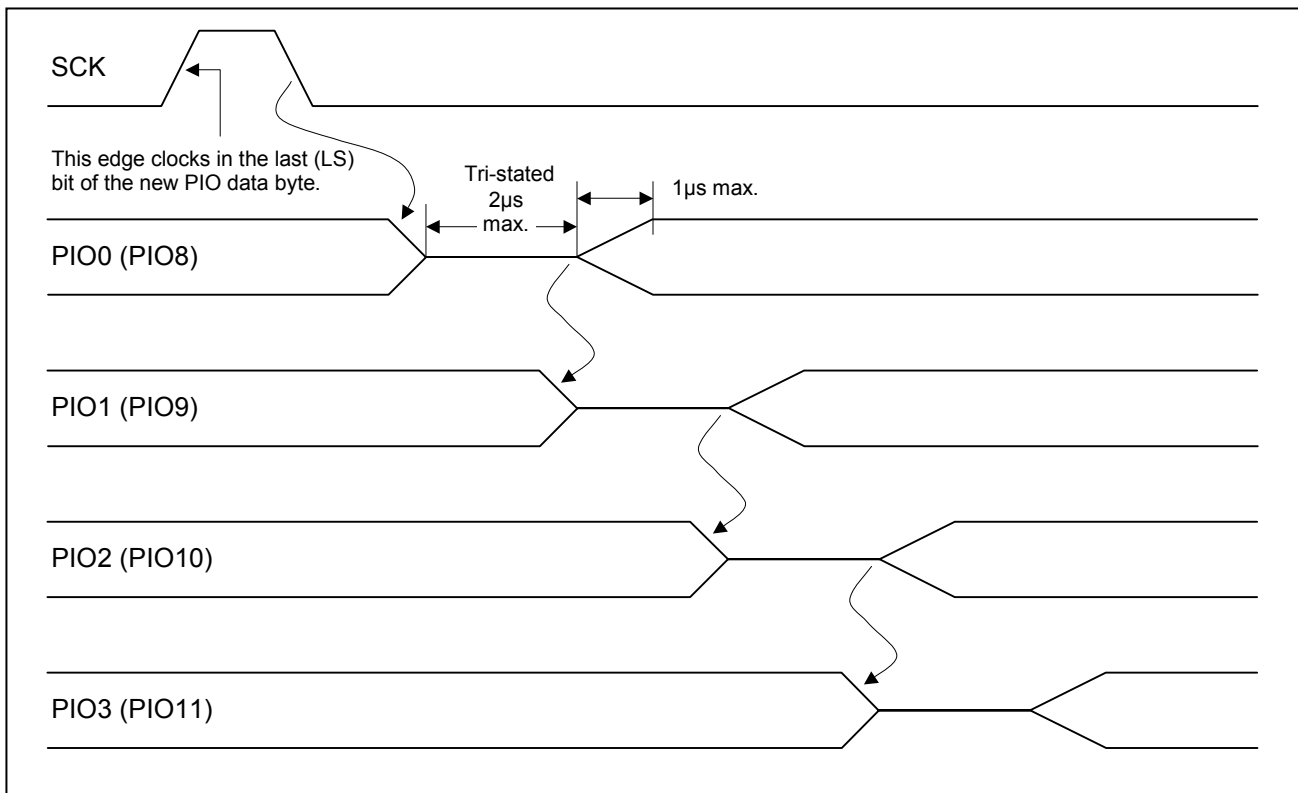 SCK
This edge clocks in the last (LS)
bit of the new PIO data byte.
Tri-stated
2µs
max.
1µs max.
PIO0 (PIO8)
PIO1 (PIO9)
PIO2 (PIO10)
PIO3 (PIO11)